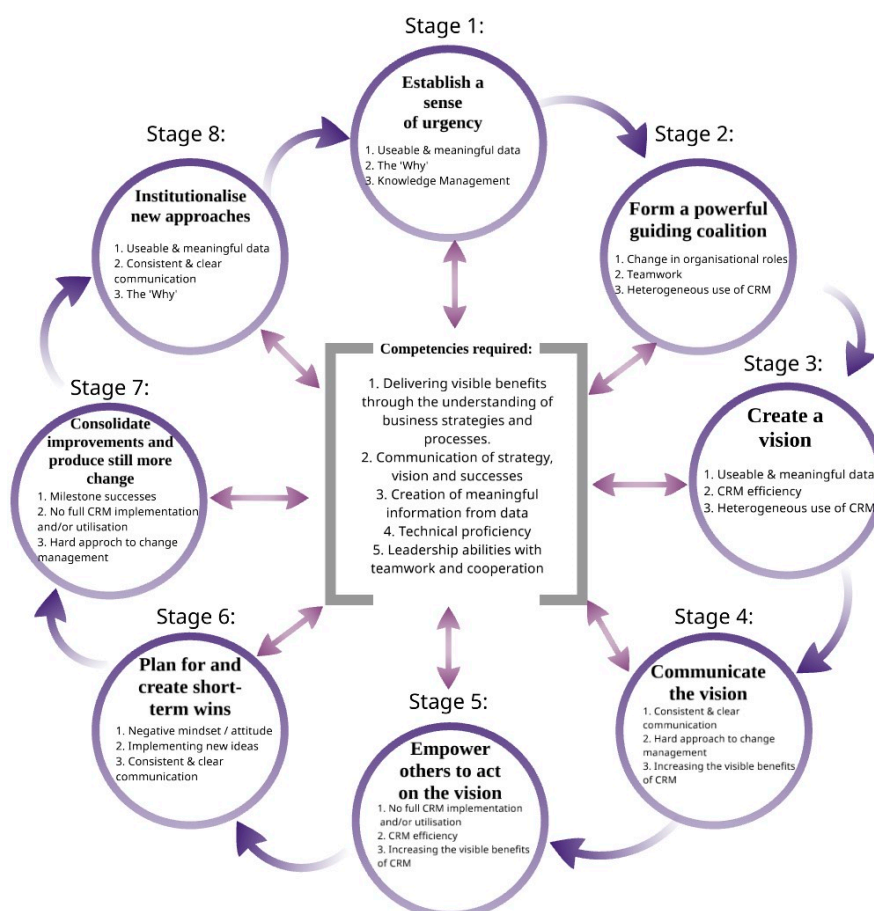 Stage 1:
Establish a
sense
of urgency
1. Useable & meaningful data
2. The 'Why'
3. Knowledge Management
Stage 2:
Form a powerful
guiding coalition
1. Change in organisational roles
2. Teamwork
3. Heterogeneous use of CRM
Stage 3:
Create a
vision
1. Useable & meaningful data
2. CRM efficiency
3. Heterogeneous use of CRM
Stage 4:
Communicate
the vision
1. Consistent & clear
communication
2. Hard approach to change
management
3. Increasing the visible benefits
of CRM
Stage 5:
Empower
others to act
on the vision
1. No full CRM implementation
and/or utilisation
2. CRM efficiency
3. Increasing the visible benefits
of CRM
Stage 6:
Plan for and
create short-
term wins
1. Negative mindset / attitude
2. Implementing new ideas
3. Consistent & clear
communication
Stage 7:
Consolidate
improvements and
produce still more
change
1. Milestone successes
2. No full CRM implementation
and/or utilisation
3. Hard approch to change
management
Stage 8:
Institutionalise
new approaches
1. Useable & meaningful data
2. Consistent & clear
communication
3. The 'Why'
Competencies required:
1. Delivering visible benefits
through the understanding of
business strategies and
processes.
2. Communication of strategy,
vision and successes
3. Creation of meaningful
information from data
4. Technical proficiency
5. Leadership abilities with
teamwork and cooperation